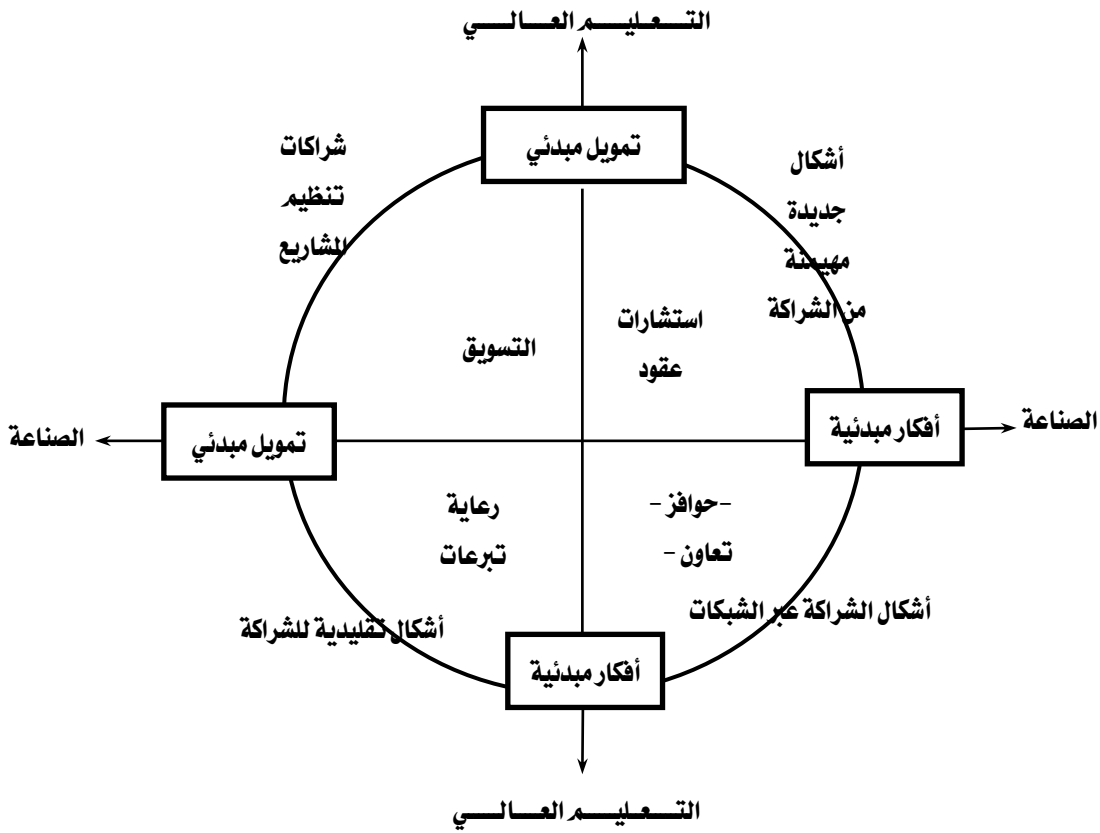 التعليم العالي
تمويل مبدئي
أشكال
جديدة
مهيمنة
من الشراكة
شراكات
تنظيم
المشاريع
استشارات
عقود
التسويق
الصناعة
أفكار مبدئية
تمويل مبدئي
الصناعة
-حوافز -
تعاون -
رعاية
تبرعات
أشكال الشراكة عبر الشبكات
أشكال تقليدية للشراكة
أفكار مبدئية
التعليم العالي